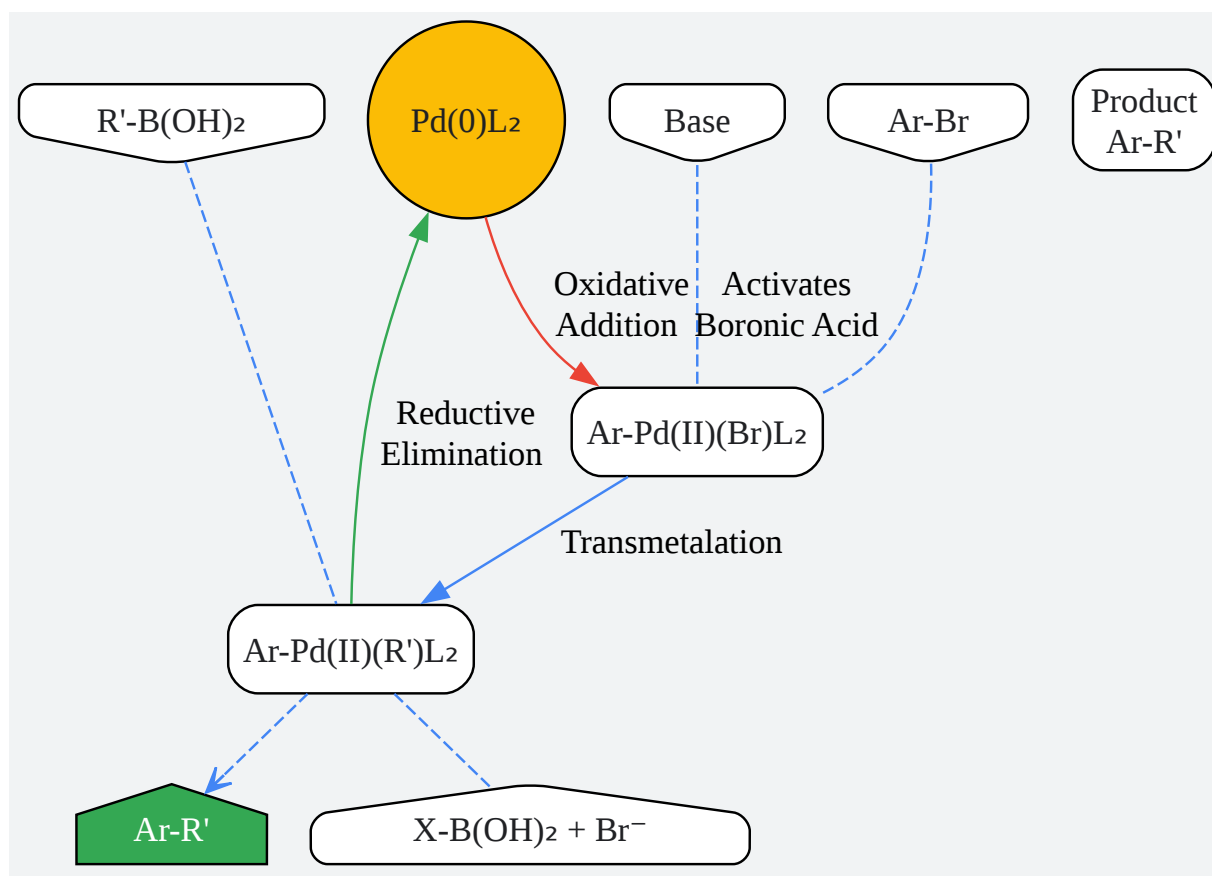 R'-B(OH)₂
Pd(0)L₂
Base
Ar-Br
Product
Ar-R'
Oxidative
Addition
Activates
Boronic Acid
Reductive
Elimination
Ar-Pd(II)(Br)L₂
Transmetalation
Ar-Pd(II)(R')L₂
Ar-R'
X-B(OH)₂ + Br⁻